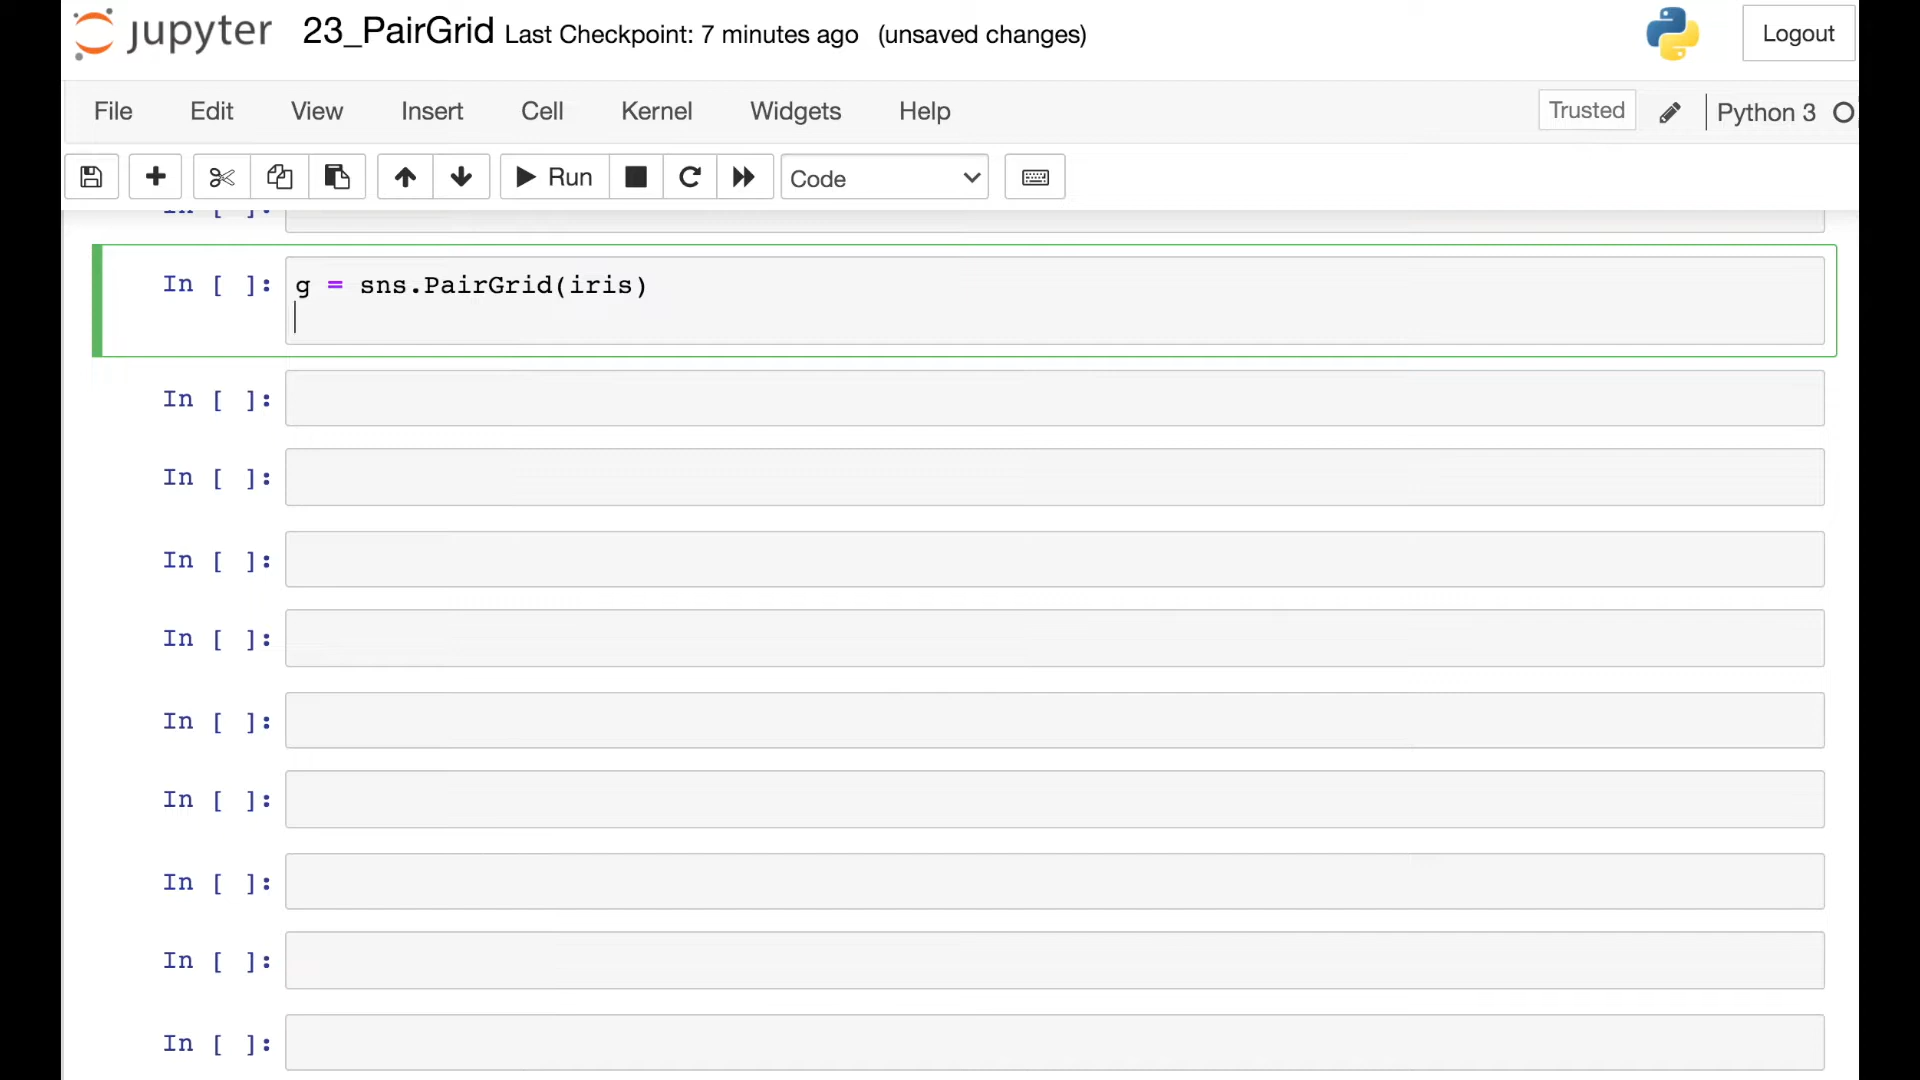 jupyter 23_PairGrid Last Checkpoint: 7 minutes ago (unsaved changes) Logout
File Edit View Insert Cell Kernel Widgets Help Trusted Python 3
Run Code
In [ ]:
In [ ]: g = sns.PairGrid(iris)
In [ ]:
In [ ]:
In [ ]:
In [ ]:
In [ ]:
In [ ]:
In [ ]:
In [ ]:
In [ ]: